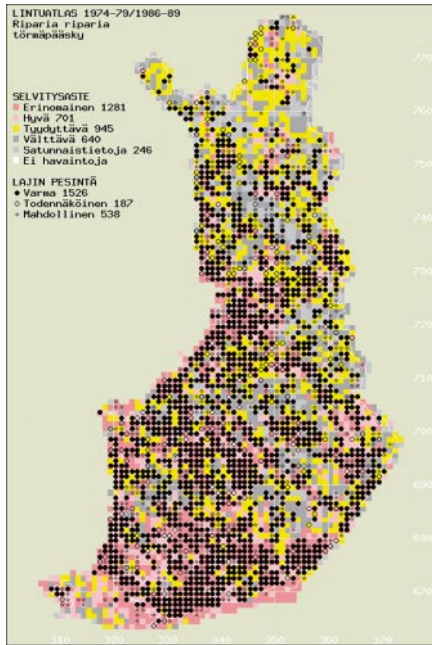 LINTUATLAS 1974-79/1986-89
Riparia riparia
törmäpääsky
SELVITYSASTE
Erinomainen 1281
Hyvä 701
Tyydyttävä 945
Välttävä 640
Satunnaistietoja 246
Ei havaintoja
LAJIN PESINTÄ
Varma 1526
Todennäköinen 187
Mahdollinen 538
770
760
750
740
730
720
710
700
690
680
670
310 320 330 340 350 360 370